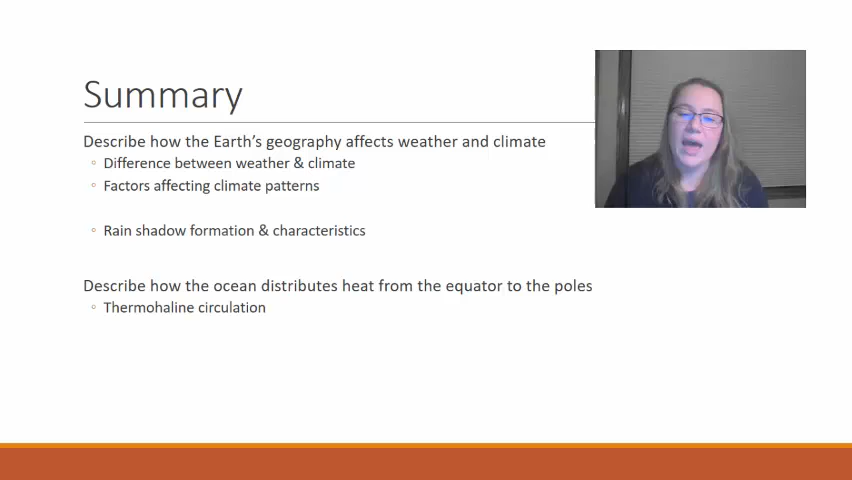 Summary
Describe how the Earth's geography affects weather and climate
◦ Difference between weather & climate
◦ Factors affecting climate patterns
◦ Rain shadow formation & characteristics
Describe how the ocean distributes heat from the equator to the poles
◦ Thermohaline circulation